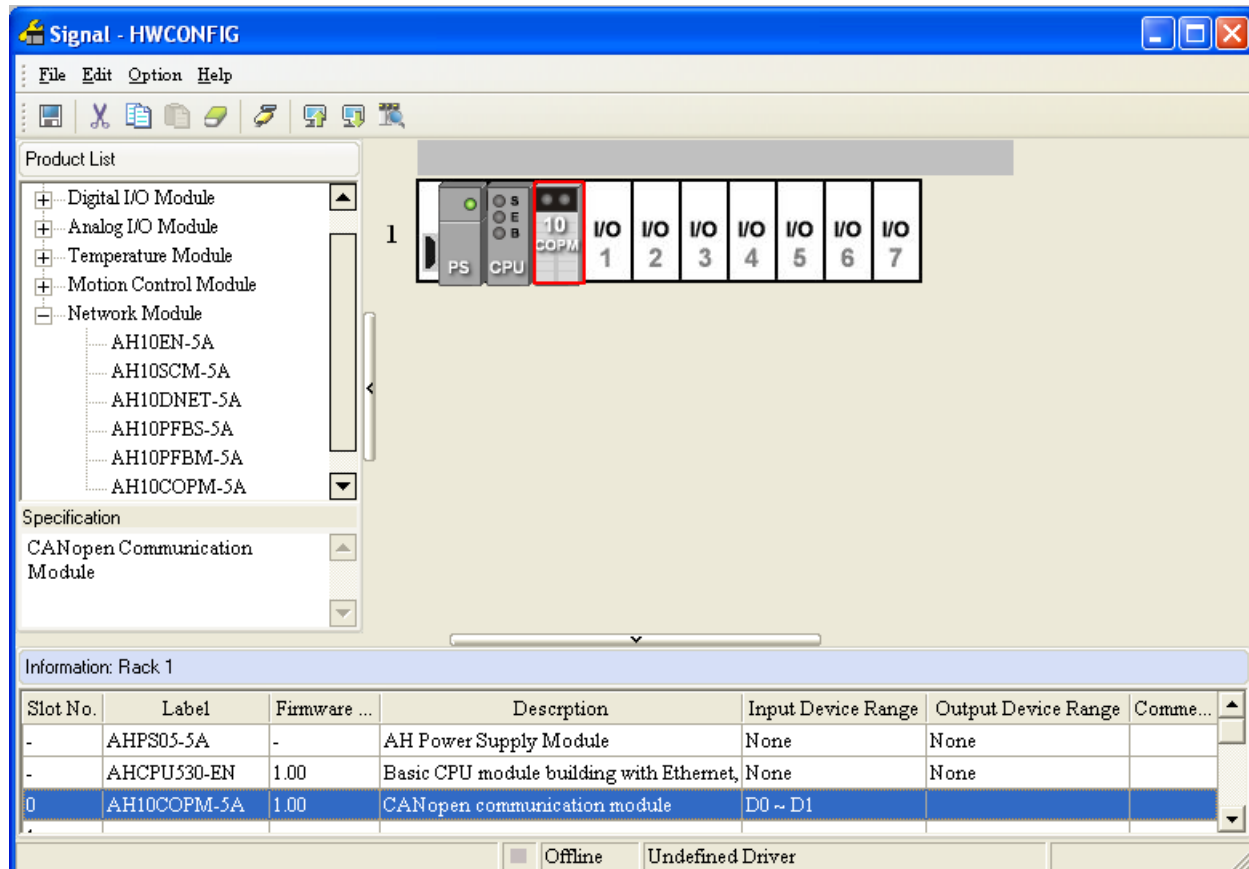 Signal - HWCONFIG
File Edit Option Help
Product List
Digital I/O Module
Analog I/O Module
Temperature Module
Motion Control Module
Network Module
AH10EN-5A
AH10SCM-5A
AH10DNET-5A
AH10PFBS-5A
AH10PFBM-5A
AH10COPM-5A
Specification
CANopen Communication
Module
1
PS
S
E
B
CPU
10
COPM
I/O I/O I/O I/O I/O I/O I/O
1 2 3 4 5 6 7
Information: Rack 1
Slot No. Label Firmware ... Descrption Input Device Range Output Device Range Comme...
- AHPS05-5A - AH Power Supply Module None None
- AHCPU530-EN 1.00 Basic CPU module building with Ethernet, None None
0 AH10COPM-5A 1.00 CANopen communication module D0 ~ D1
Offline Undefined Driver